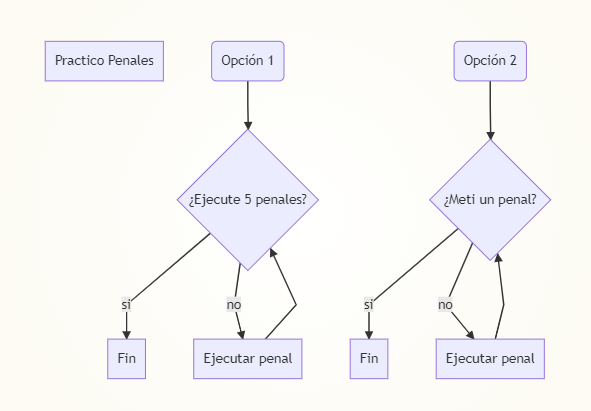 Practico Penales
Opción 1
Opción 2
¿Ejecute 5 penales?
¿Meti un penal?
si
no
si
no
Fin
Ejecutar penal
Fin
Ejecutar penal